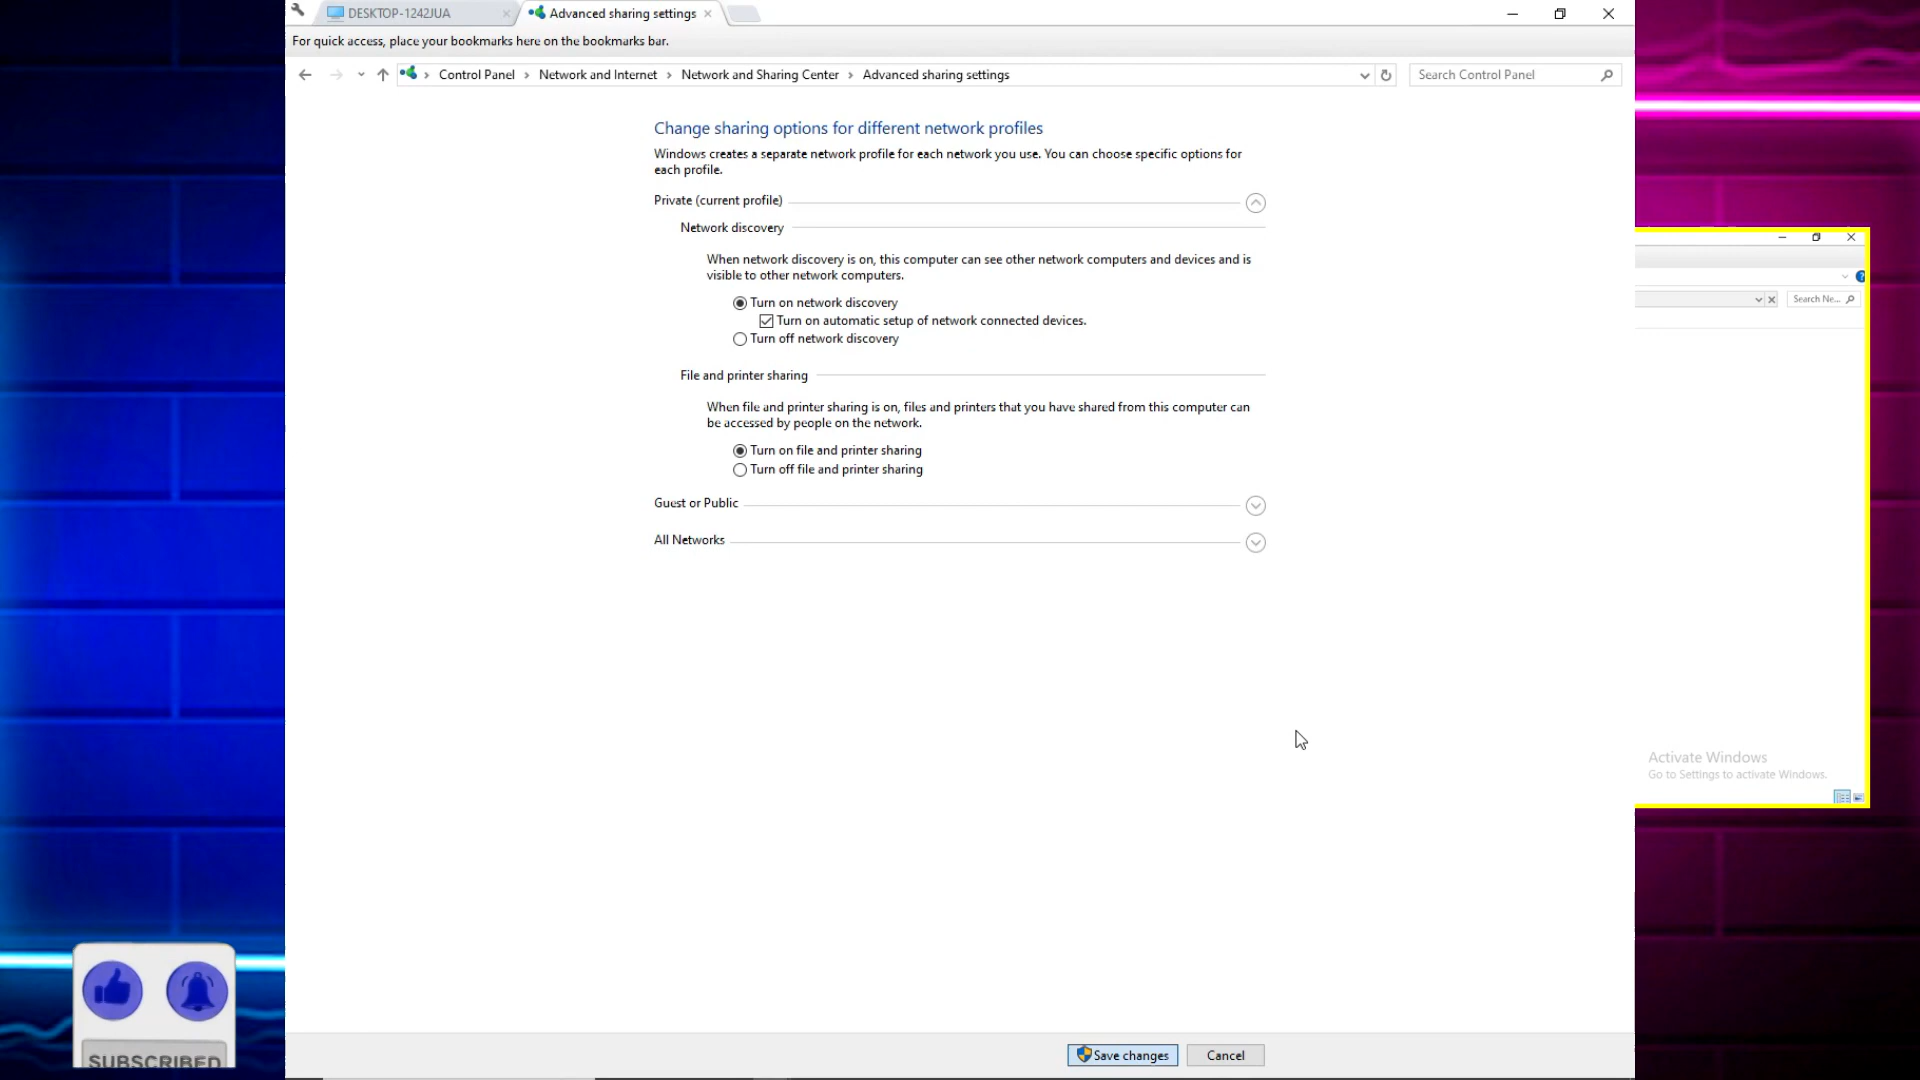 DESKTOP-1242JUA
Advanced sharing settings
For quick access, place your bookmarks here on the bookmarks bar.
Control Panel
Network and Internet
Network and Sharing Center
Advanced sharing settings
Search Control Panel
Change sharing options for different network profiles
Windows creates a separate network profile for each network you use. You can choose specific options for
each profile.
Private (current profile)
Network discovery
When network discovery is on, this computer can see other network computers and devices and is
visible to other network computers.
Turn on network discovery
Turn on automatic setup of network connected devices.
Turn off network discovery
File and printer sharing
When file and printer sharing is on, files and printers that you have shared from this computer can
be accessed by people on the network.
Turn on file and printer sharing
Turn off file and printer sharing
Guest or Public
All Networks
Save changes
Cancel
Search Ne...
Activate Windows
Go to Settings to activate Windows.
SUBSCRIBED